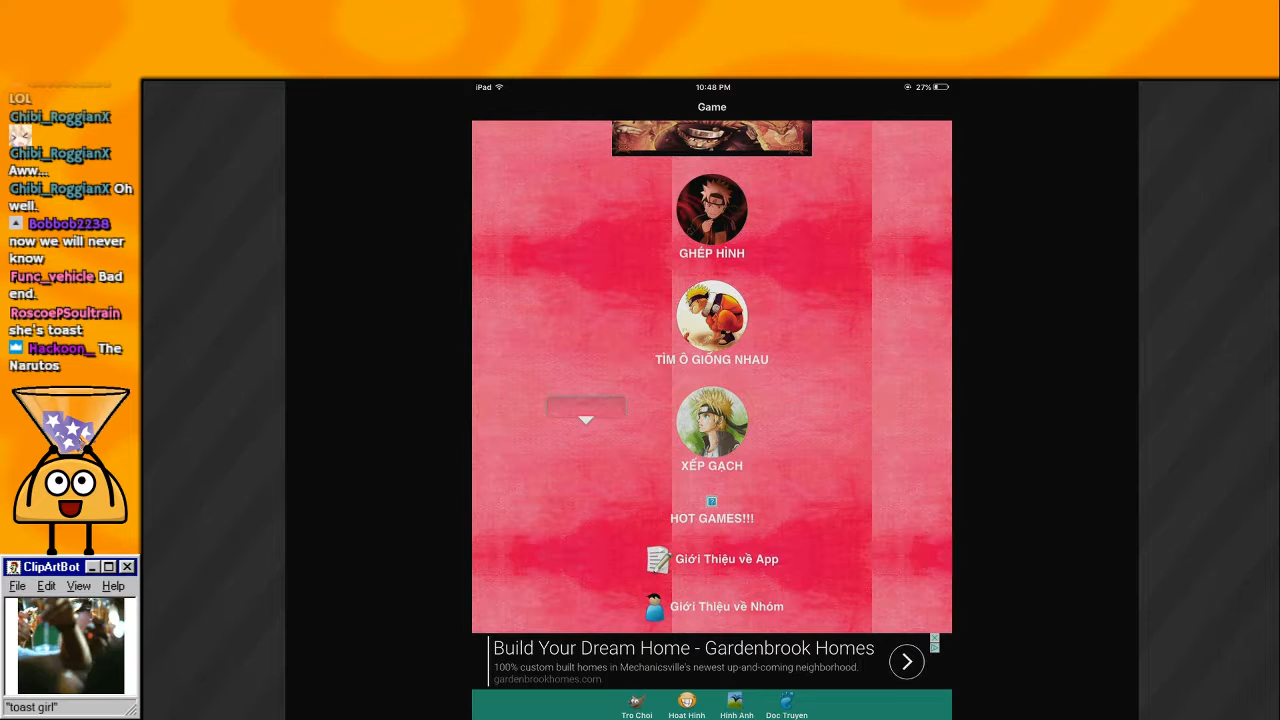 LOL
Chibi_RoggianX
Chibi_RoggianX
Aww...
Chibi_RoggianX Oh
well.
Bobbob2238
now we will never
know
Func_vehicle Bad
end.
RoscoePSoultrain
she's toast
Hackoon_ The
Narutos
ClipArtBot
File Edit View Help
"toast girl"
iPad 10:48 PM 27%
Game
GHÉP HÌNH
TÌM Ô GIỐNG NHAU
XẾP GẠCH
?
HOT GAMES!!!
Giới Thiệu về App
Giới Thiệu về Nhóm
Build Your Dream Home - Gardenbrook Homes
100% custom built homes in Mechanicsville's newest up-and-coming neighborhood.
gardenbrookhomes.com
Tro Choi Hoat Hinh Hinh Anh Doc Truyen